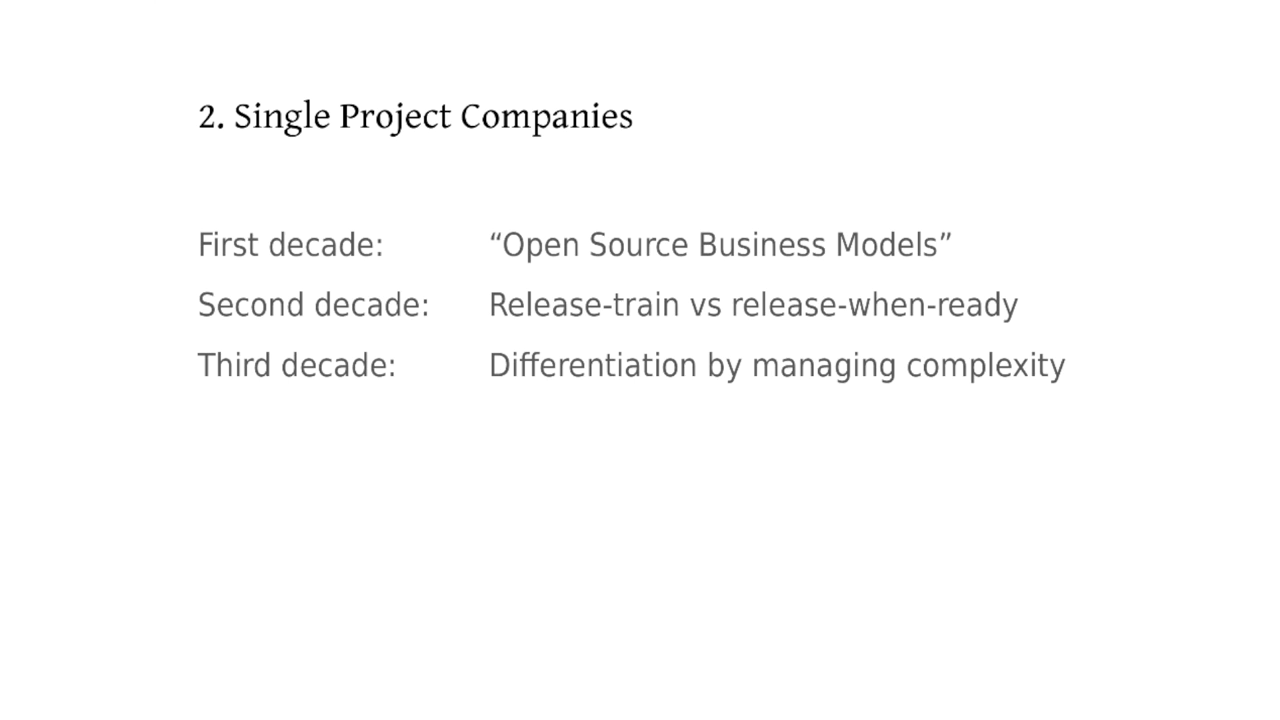 2. Single Project Companies
First decade: “Open Source Business Models”
Second decade: Release-train vs release-when-ready
Third decade: Differentiation by managing complexity